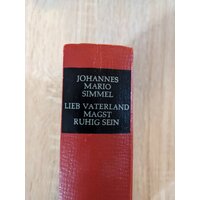 JOHANNES
MARIO
SIMMEL
LIEB VATERLAND
MAGST
RUHIG SEIN